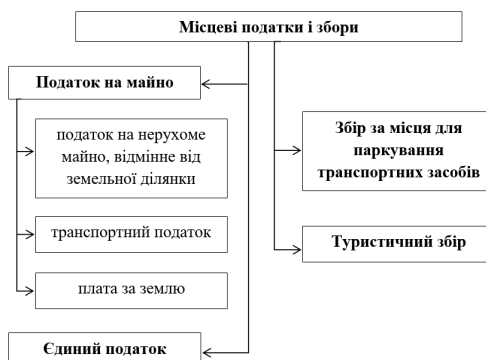 Місцеві податки і збори
Податок на майно
податок на нерухоме
майно, відмінне від
земельної ділянки
транспортний податок
плата за землю
Єдиний податок
Збір за місця для
паркування
транспортних засобів
Туристичний збір